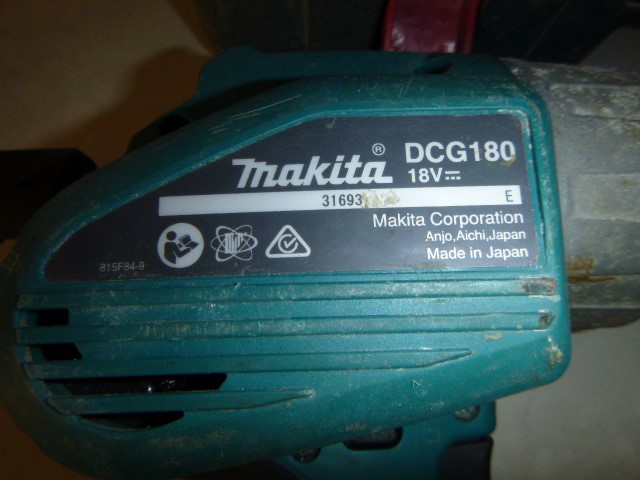 makita® DCG180
18V⎓
31693 E
Makita Corporation
Anjo,Aichi,Japan
Made in Japan
815F84-9